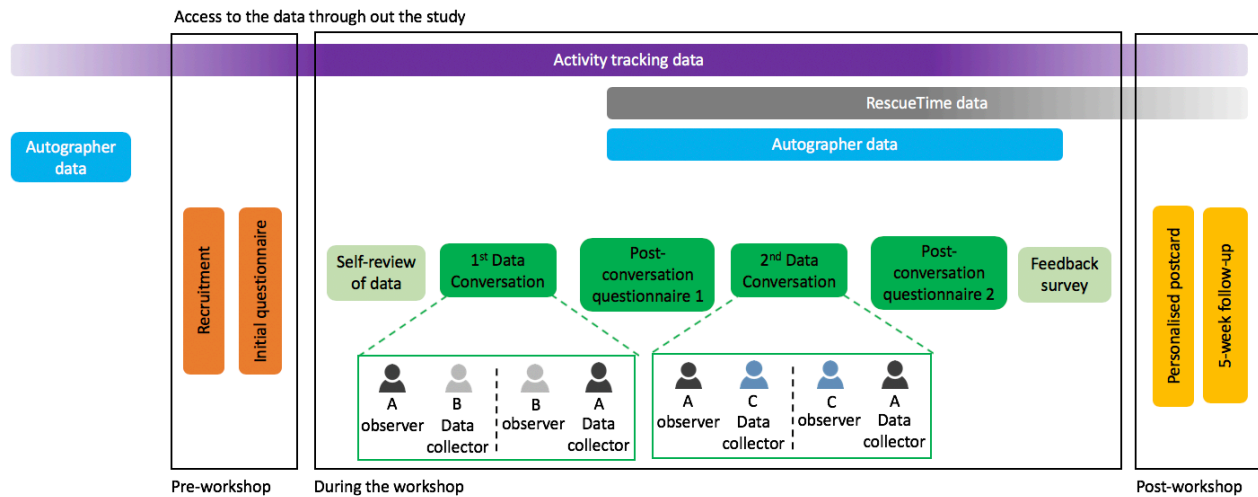 Access to the data through out the study
Activity tracking data
RescueTime data
Autographer
data
Autographer data
Recruitment
Initial questionnaire
Self-review
of data
1st Data
Conversation
Post-
conversation
questionnaire 1
2nd Data
Conversation
Post-
conversation
questionnaire 2
Feedback
survey
Personalised postcard
5-week follow-up
A
observer
B
Data
collector
B
observer
A
Data
collector
A
observer
C
Data
collector
C
observer
A
Data
collector
Pre-workshop
During the workshop
Post-workshop